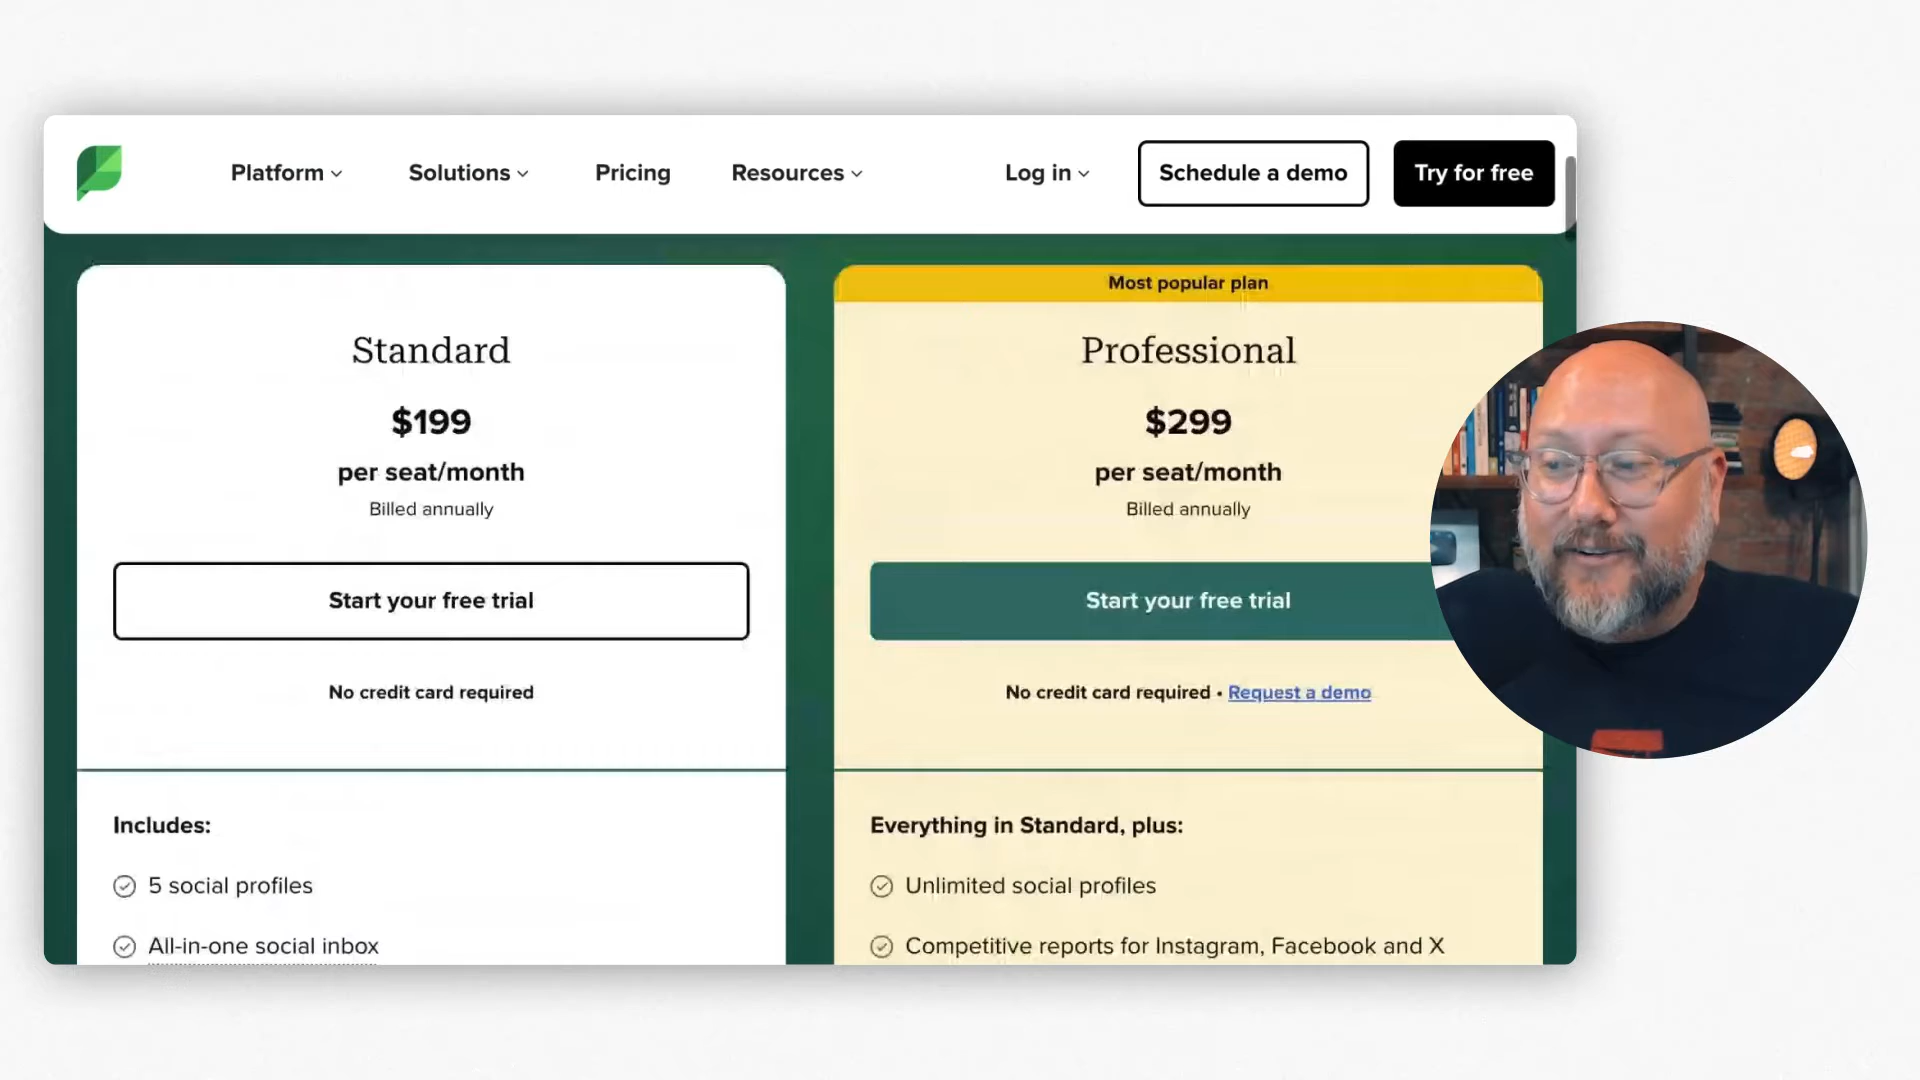 Platform
Solutions
Pricing
Resources
Log in
Schedule a demo
Try for free
Standard
$199
per seat/month
Billed annually
Start your free trial
No credit card required
Includes:
5 social profiles
All-in-one social inbox
Most popular plan
Professional
$299
per seat/month
Billed annually
Start your free trial
No credit card required • Request a demo
Everything in Standard, plus:
Unlimited social profiles
Competitive reports for Instagram, Facebook and X